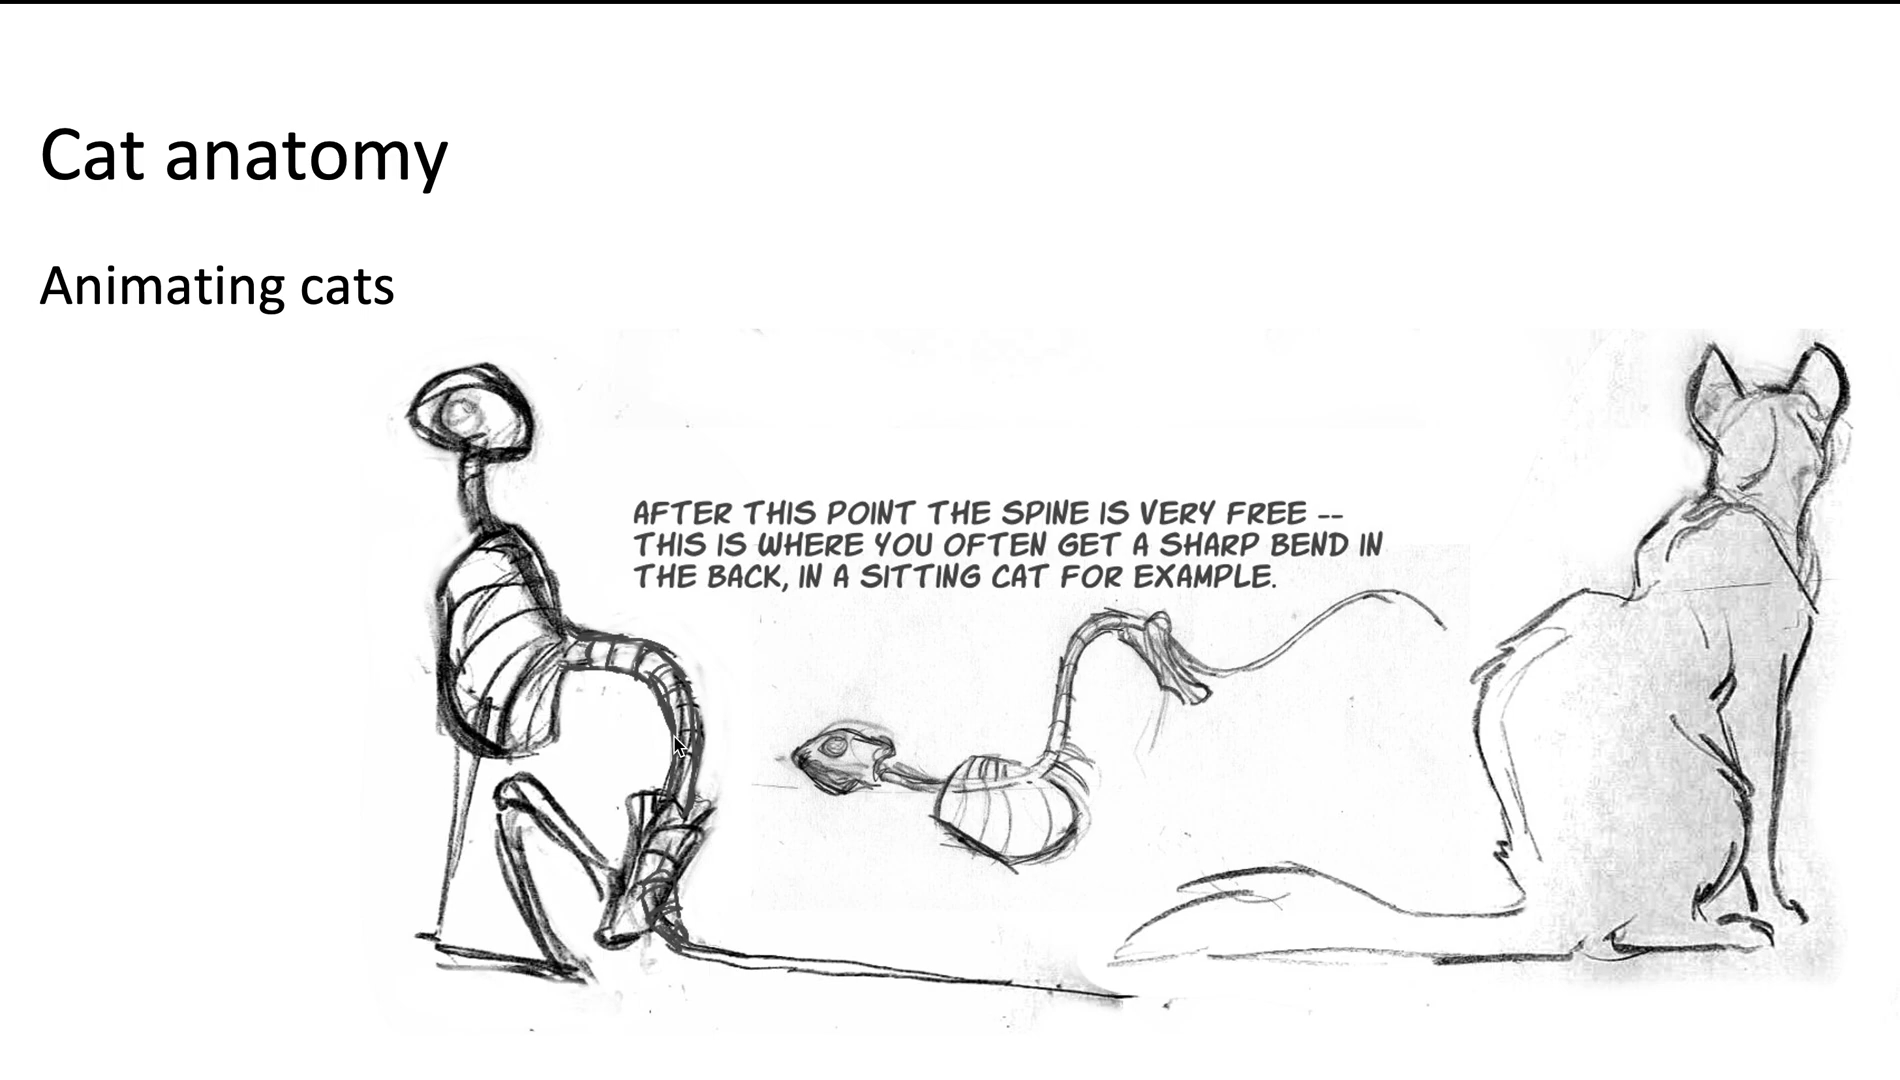 Cat anatomy
Animating cats
AFTER THIS POINT THE SPINE IS VERY FREE --
THIS IS WHERE YOU OFTEN GET A SHARP BEND IN
THE BACK, IN A SITTING CAT FOR EXAMPLE.